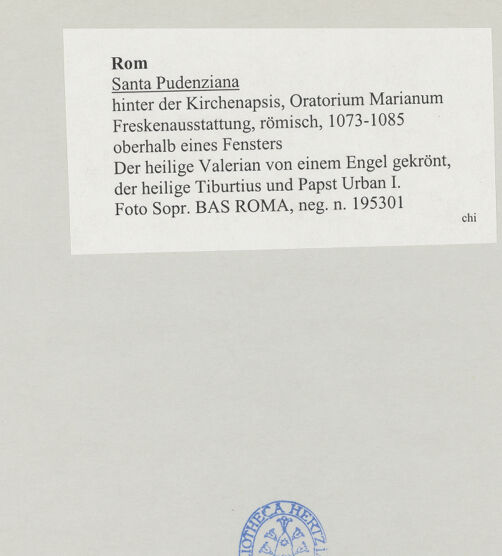 Rom
Santa Pudenziana
hinter der Kirchenapsis, Oratorium Marianum
Freskenausstattung, römisch, 1073-1085
oberhalb eines Fensters
Der heilige Valerian von einem Engel gekrönt,
der heilige Tiburtius und Papst Urban I.
Foto Sopr. BAS ROMA, neg. n. 195301
chi